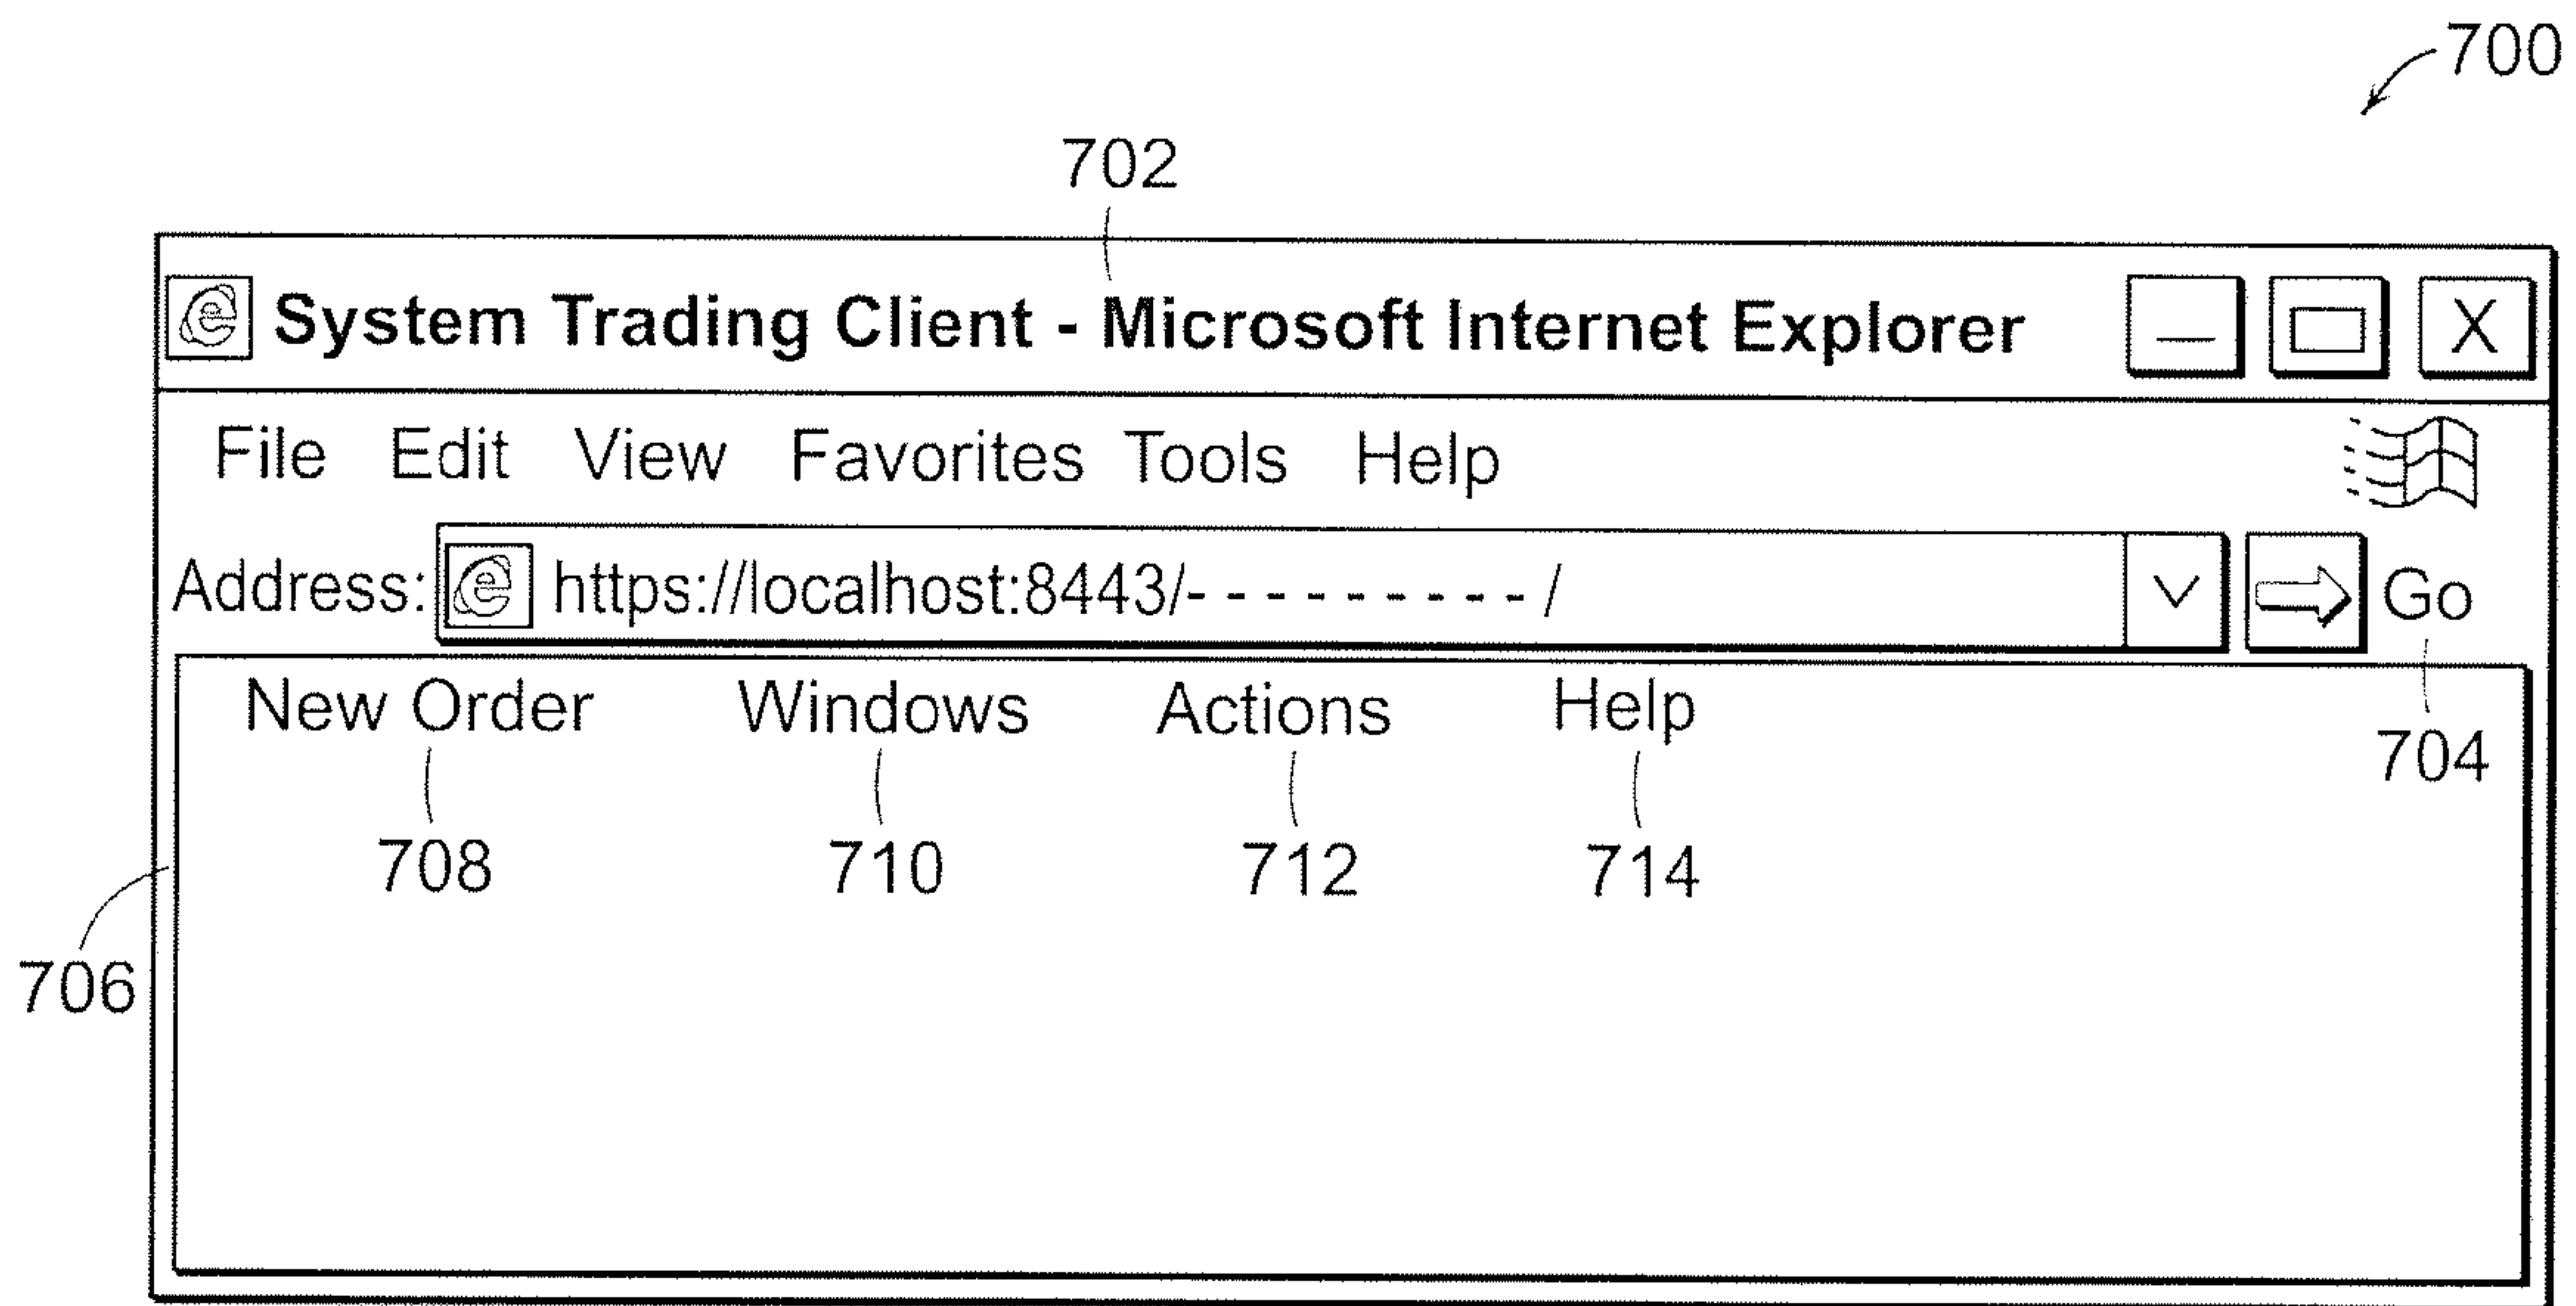 700
702
System Trading Client - Microsoft Internet Explorer
X
File Edit View Favorites Tools Help
Address: https://localhost:8443/- - - - - - - - - / Go
New Order Windows Actions Help
704
708 710 712 714
706